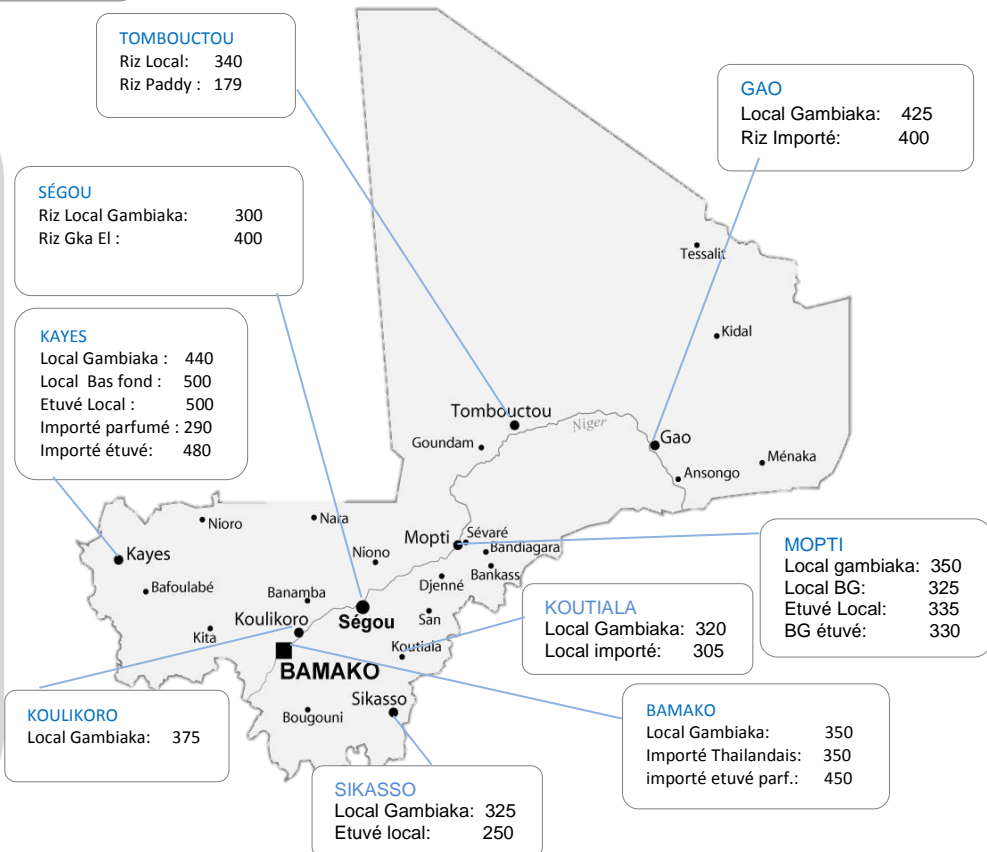 TOMBOUCTOU
Riz Local: 340
Riz Paddy : 179
GAO
Local Gambiaka: 425
Riz Importé: 400
SÉGOU
Riz Local Gambiaka: 300
Riz Gka El : 400
KAYES
Local Gambiaka : 440
Local Bas fond : 500
Etuvé Local : 500
Importé parfumé : 290
Importé étuvé: 480
Tessalit
Kidal
Tombouctou
Niger
Goundam
Gao
Ménaka
Ansongo
Nioro
Nara
Mopti
Sévaré
Bandiagara
Kayes
Niono
Bankass
Djenné
Bafoulabé
Banamba
Ségou
San
Koulikoro
Kita
Koutiala
BAMAKO
Sikasso
Bougouni
MOPTI
Local gambiaka: 350
Local BG: 325
Etuvé Local: 335
BG étuvé: 330
KOUTIALA
Local Gambiaka: 320
Local importé: 305
KOULIKORO
Local Gambiaka: 375
BAMAKO
Local Gambiaka: 350
Importé Thailandais: 350
importé etuvé parf.: 450
SIKASSO
Local Gambiaka: 325
Etuvé local: 250